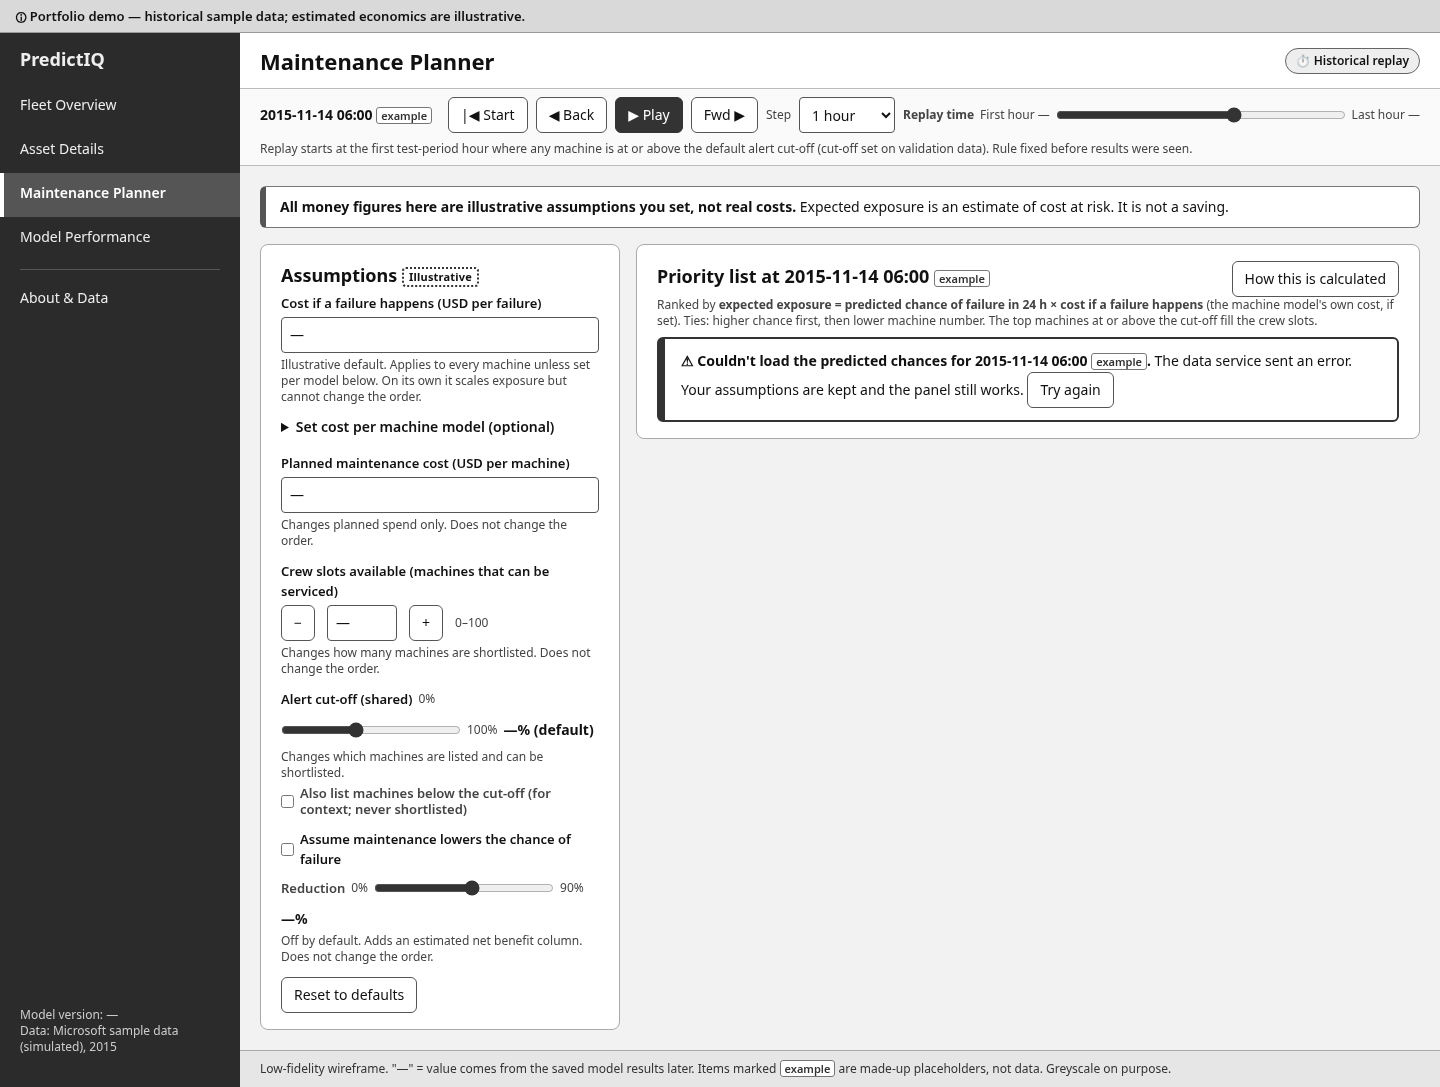 ⓘ Portfolio demo — historical sample data; estimated economics are illustrative.
PredictIQ
Fleet Overview
Asset Details
Maintenance Planner
Model Performance
About & Data
Model version: —
Data: Microsoft sample data
(simulated), 2015
Maintenance Planner
⏱ Historical replay
2015-11-14 06:00 example |◀ Start ◀ Back ▶ Play Fwd ▶ Step 1 hour Replay time First hour — Last hour —
Replay starts at the first test-period hour where any machine is at or above the default alert cut-off (cut-off set on validation data). Rule fixed before results were seen.
All money figures here are illustrative assumptions you set, not real costs. Expected exposure is an estimate of cost at risk. It is not a saving.
Assumptions Illustrative
Cost if a failure happens (USD per failure)
—
Illustrative default. Applies to every machine unless set
per model below. On its own it scales exposure but
cannot change the order.
▶ Set cost per machine model (optional)
Planned maintenance cost (USD per machine)
—
Changes planned spend only. Does not change the
order.
Crew slots available (machines that can be
serviced)
− — + 0–100
Changes how many machines are shortlisted. Does not
change the order.
Alert cut-off (shared) 0%
100% —% (default)
Changes which machines are listed and can be
shortlisted.
Also list machines below the cut-off (for
context; never shortlisted)
Assume maintenance lowers the chance of
failure
Reduction 0% 90%
—%
Off by default. Adds an estimated net benefit column.
Does not change the order.
Reset to defaults
Priority list at 2015-11-14 06:00 example
How this is calculated
Ranked by expected exposure = predicted chance of failure in 24 h × cost if a failure happens (the machine model's own cost, if
set). Ties: higher chance first, then lower machine number. The top machines at or above the cut-off fill the crew slots.
⚠ Couldn't load the predicted chances for 2015-11-14 06:00 example. The data service sent an error.
Your assumptions are kept and the panel still works. Try again
Low-fidelity wireframe. "—" = value comes from the saved model results later. Items marked example are made-up placeholders, not data. Greyscale on purpose.